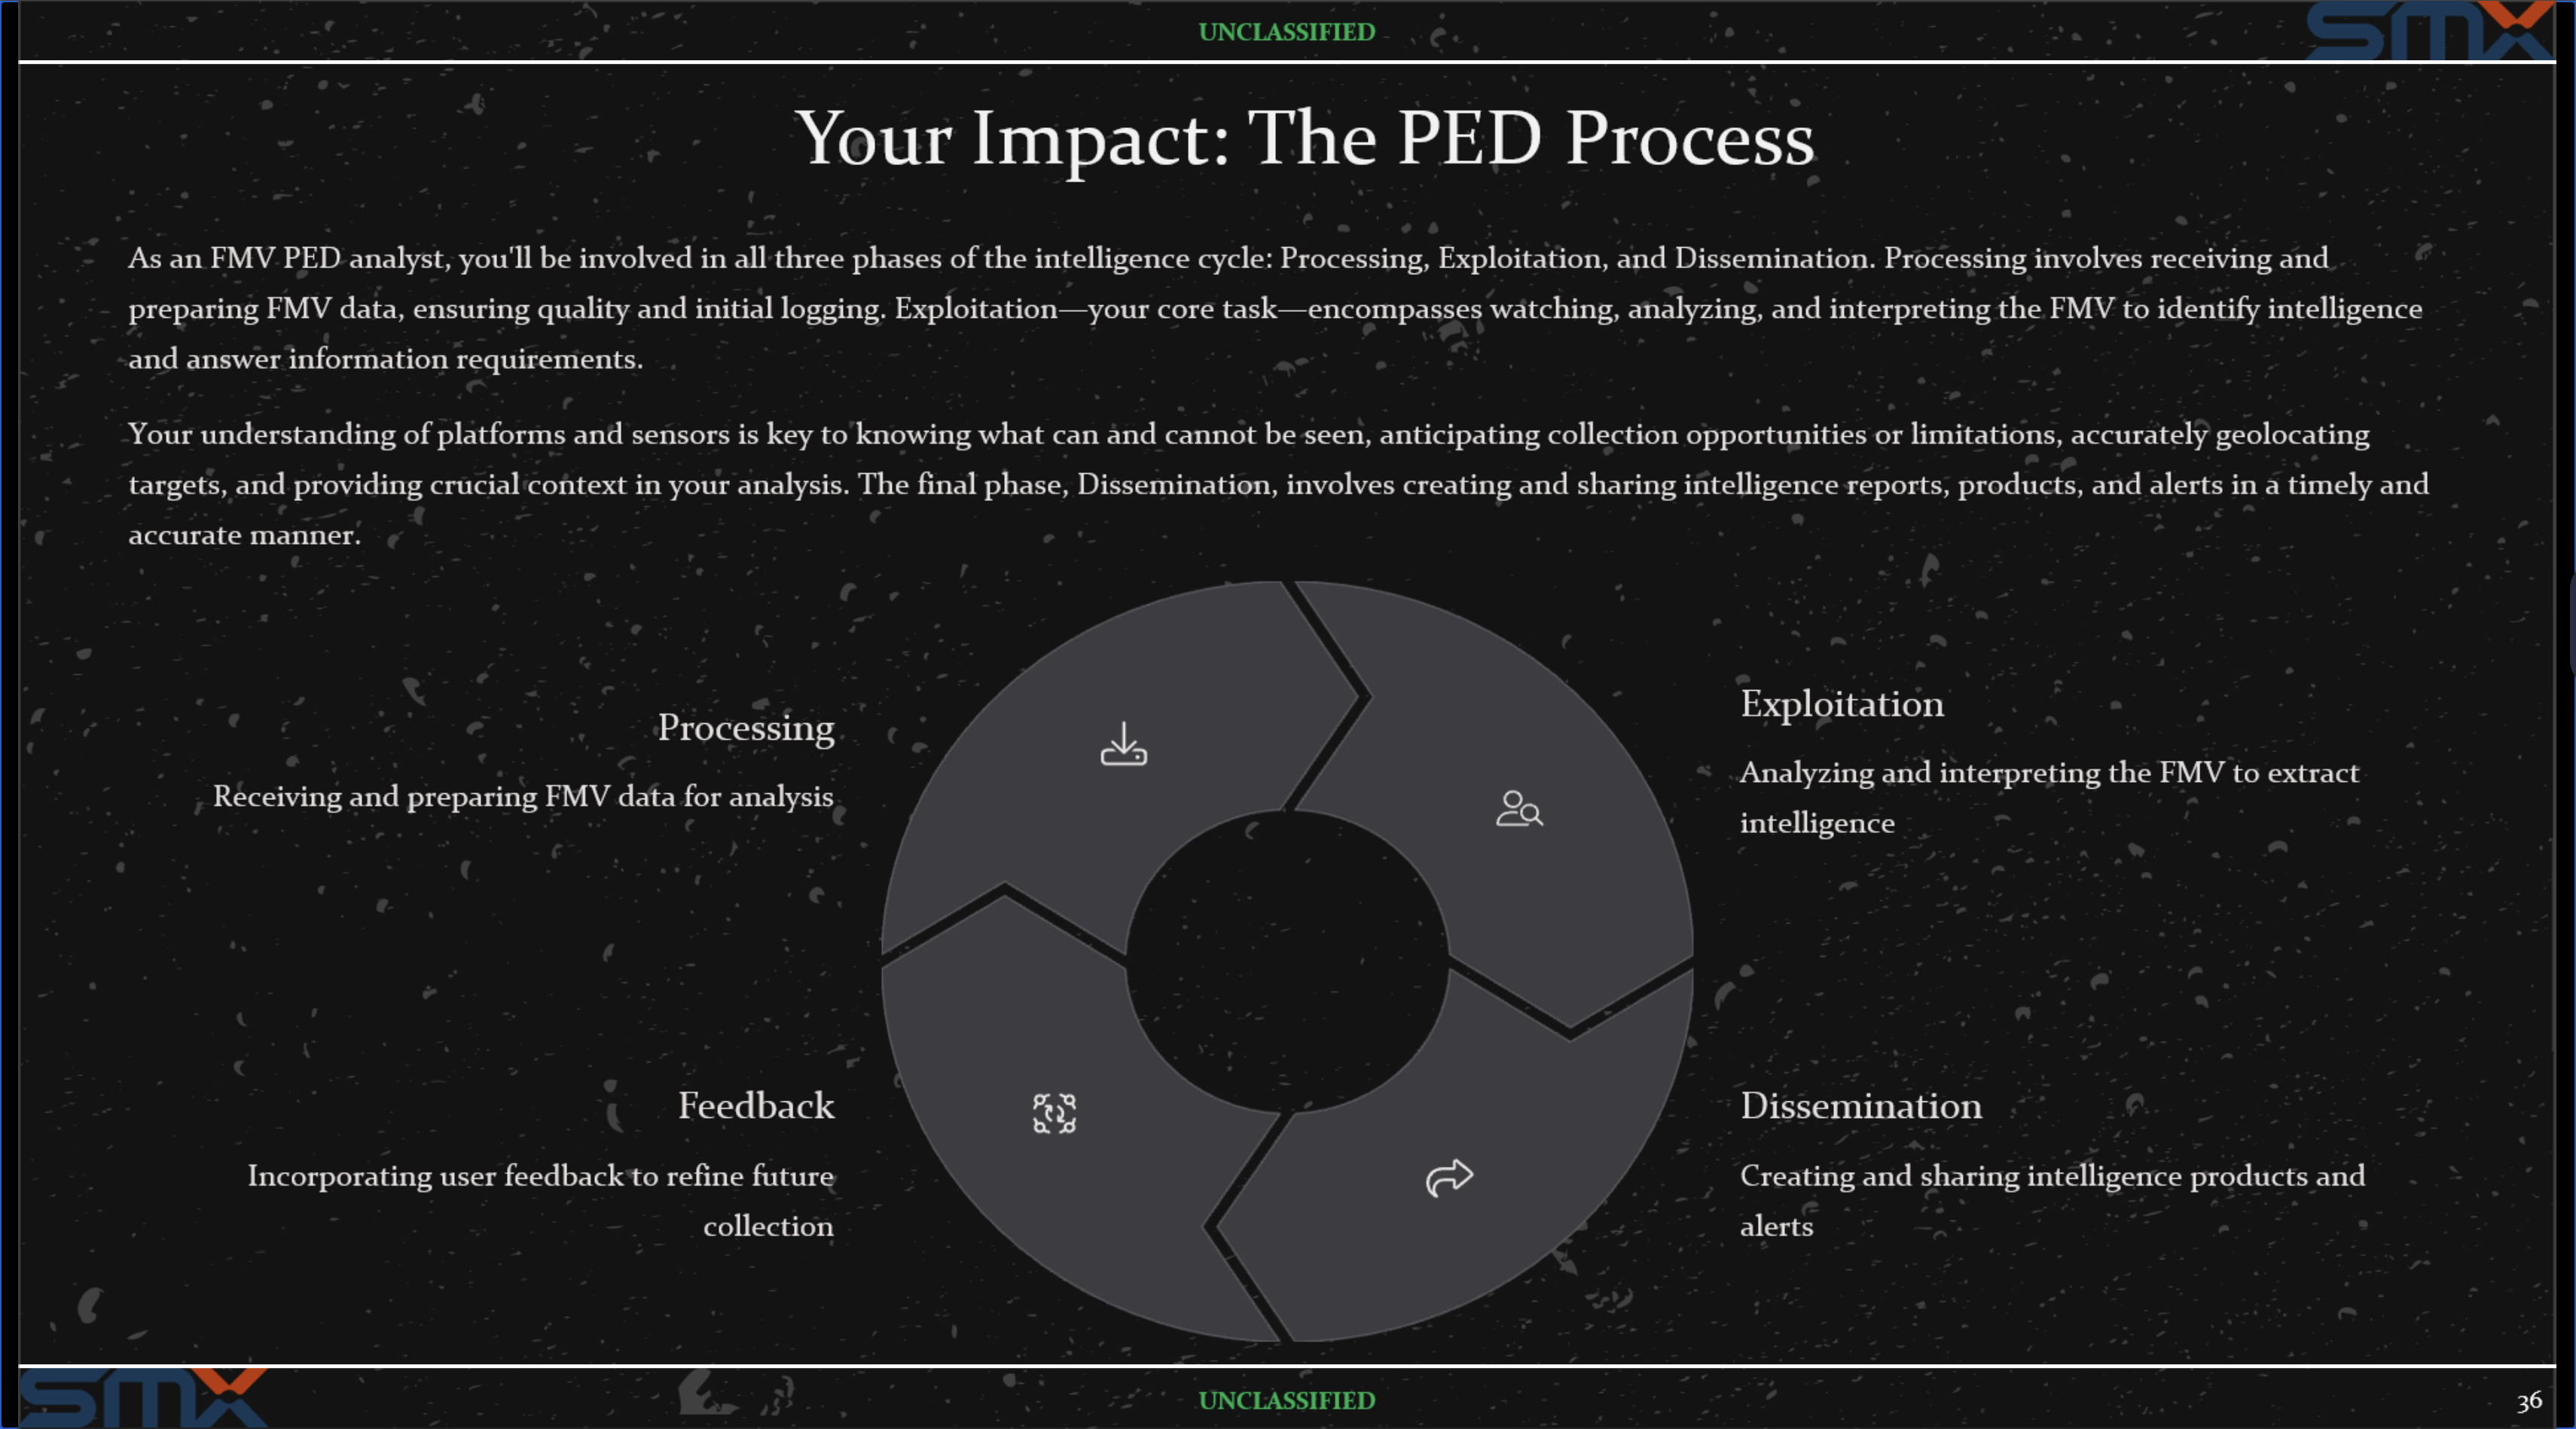 UNCLASSIFIED
SMX
Your Impact: The PED Process
As an FMV PED analyst, you'll be involved in all three phases of the intelligence cycle: Processing, Exploitation, and Dissemination. Processing involves receiving and
preparing FMV data, ensuring quality and initial logging. Exploitation—your core task—encompasses watching, analyzing, and interpreting the FMV to identify intelligence
and answer information requirements.
Your understanding of platforms and sensors is key to knowing what can and cannot be seen, anticipating collection opportunities or limitations, accurately geolocating
targets, and providing crucial context in your analysis. The final phase, Dissemination, involves creating and sharing intelligence reports, products, and alerts in a timely and
accurate manner.
Processing
Receiving and preparing FMV data for analysis
Exploitation
Analyzing and interpreting the FMV to extract
intelligence
Feedback
Incorporating user feedback to refine future
collection
Dissemination
Creating and sharing intelligence products and
alerts
SMX
UNCLASSIFIED
36